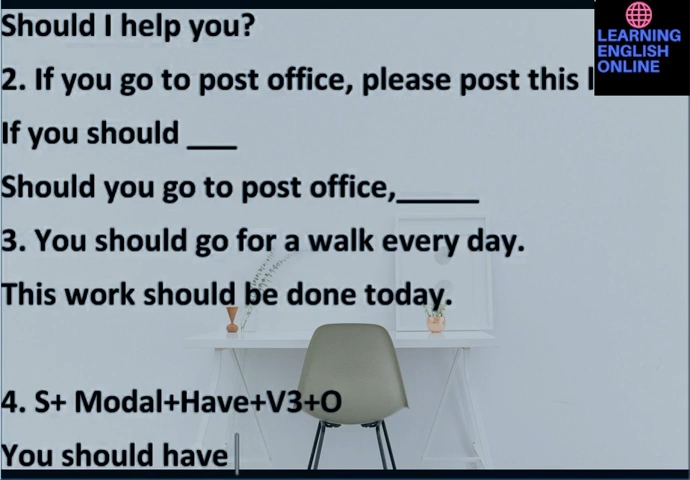 Should I help you?
2. If you go to post office, please post this
If you should ___
Should you go to post office,_____
3. You should go for a walk every day.
This work should be done today.
4. S+ Modal+Have+V3+O
You should have
LEARNING
ENGLISH
ONLINE